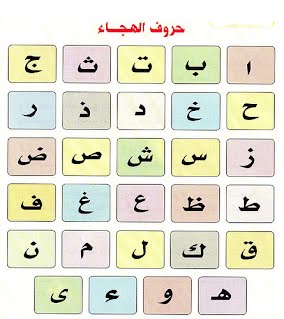 حروف الهجاء
ا ب ت ث ج
ح خ د ذ ر
ز س ش ص ض
ط ظ ع غ ف
ق ك ل م ن
هـ و ء ى